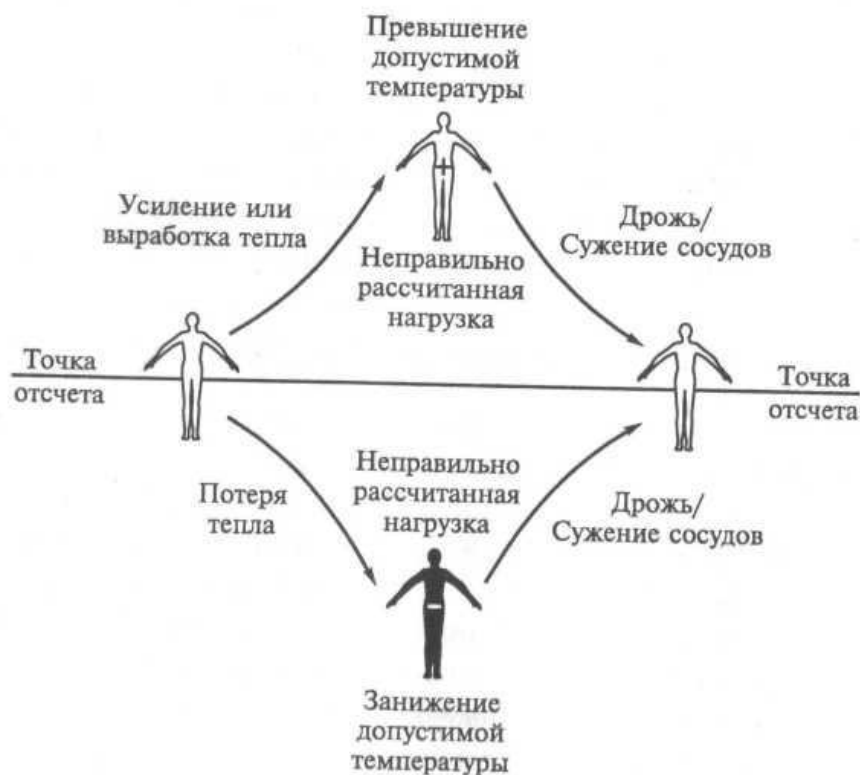 Превышение
допустимой
температуры
Усиление или
выработка тепла
Дрожь/
Сужение сосудов
Неправильно
рассчитанная
нагрузка
Точка
отсчета
Точка
отсчета
Потеря
тепла
Неправильно
рассчитанная
нагрузка
Дрожь/
Сужение сосудов
Занижение
допустимой
температуры